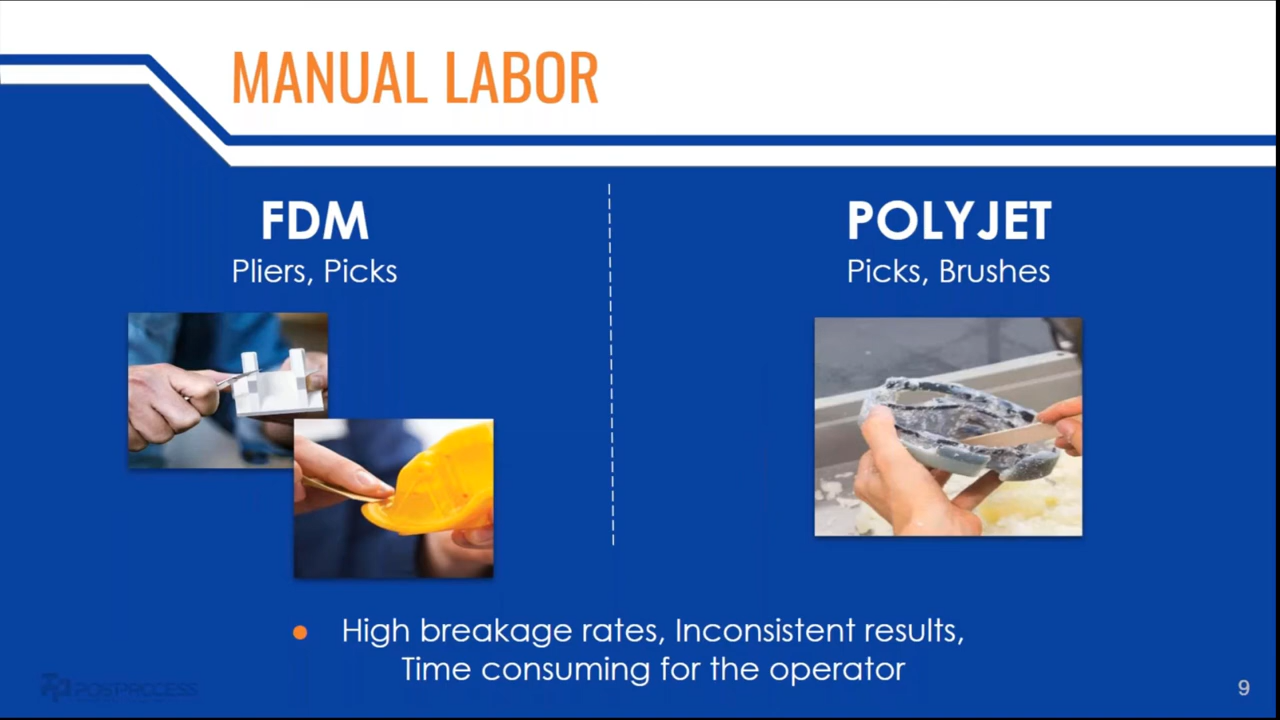 MANUAL LABOR
FDM
Pliers, Picks
POLYJET
Picks, Brushes
● High breakage rates, Inconsistent results,
Time consuming for the operator
POSTPROCESS
9